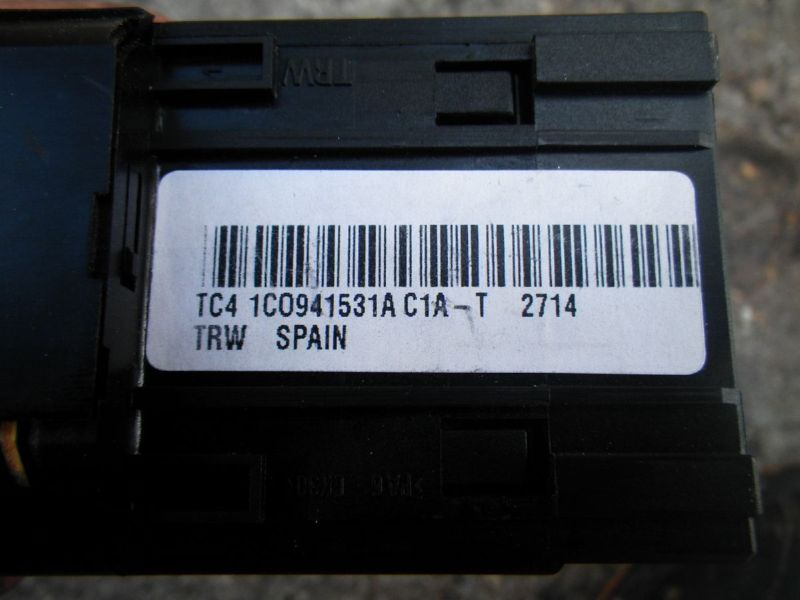 TRW
TC4 1C0941531A C1A-T 2714
TRW SPAIN